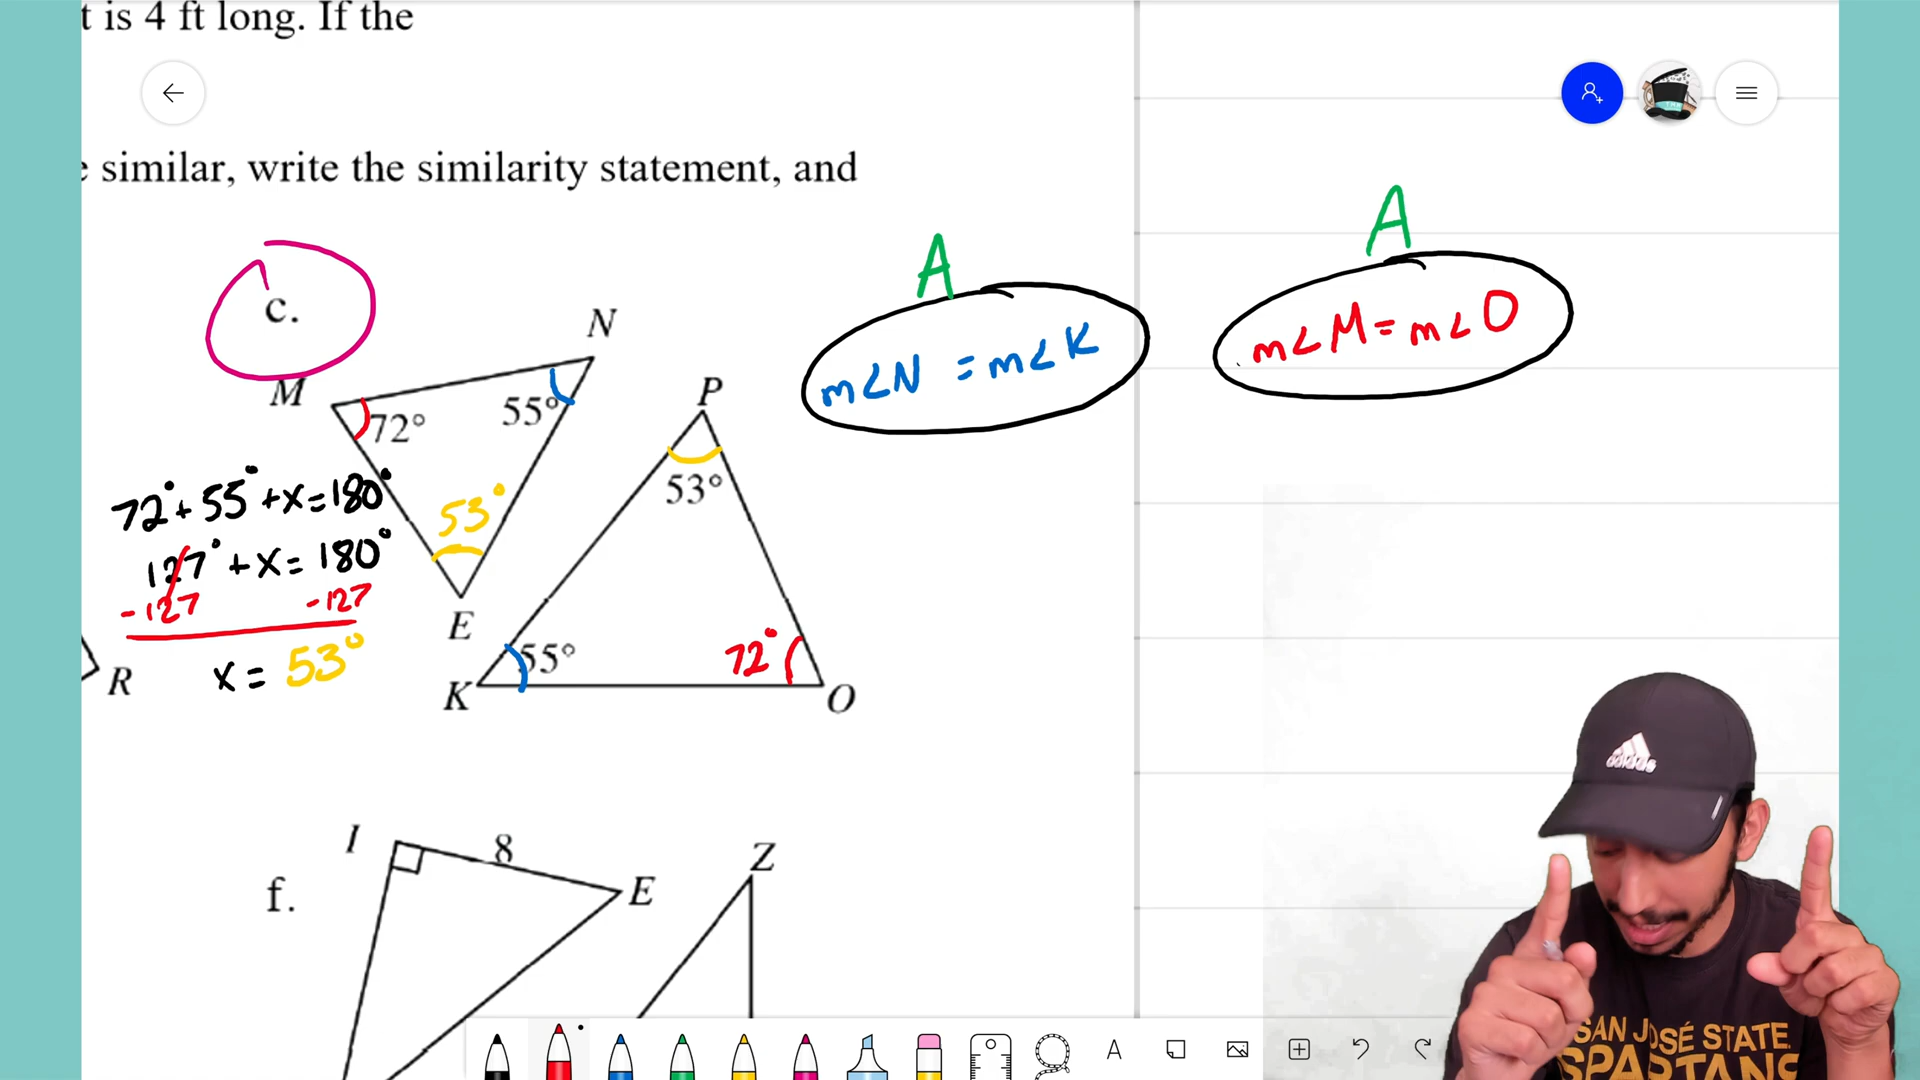 t is 4 ft long. If the
similar, write the similarity statement, and
c.
A
A
m∠N = m∠K
m∠M = m∠O
N
M
72°
55°
P
53°
72° + 55° + x = 180°
53°
127° + x = 180°
-127 -127
x = 53°
E
55°
72°
R
K
O
I
8
Z
f.
E
A
adidas
SAN JOSÉ STATE
SPARTANS